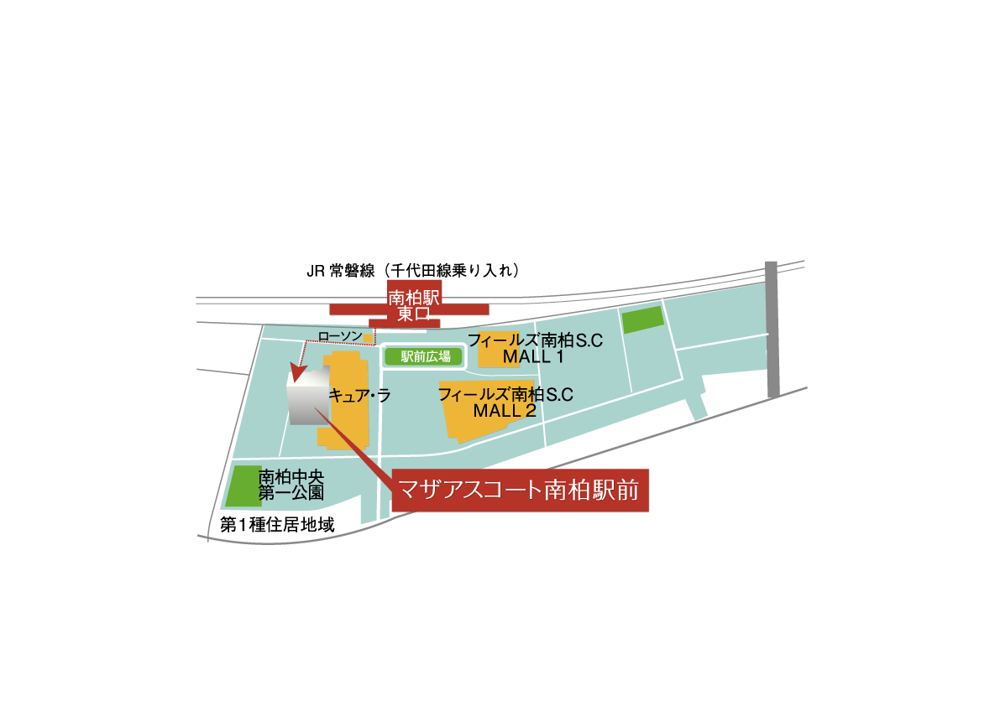 JR 常磐線（千代田線乗り入れ）
南柏駅
東口
ローソン
駅前広場
フィールズ南柏S.C
MALL 1
キュア・ラ
フィールズ南柏S.C
MALL 2
南柏中央
第一公園
マザアスコート南柏駅前
第1種住居地域